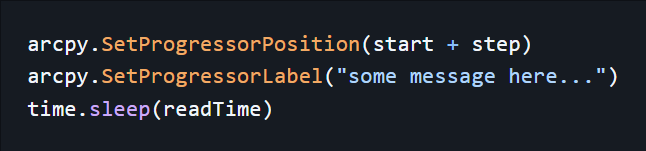 arcpy.SetProgressorPosition(start + step)
arcpy.SetProgressorLabel("some message here...")
time.sleep(readTime)